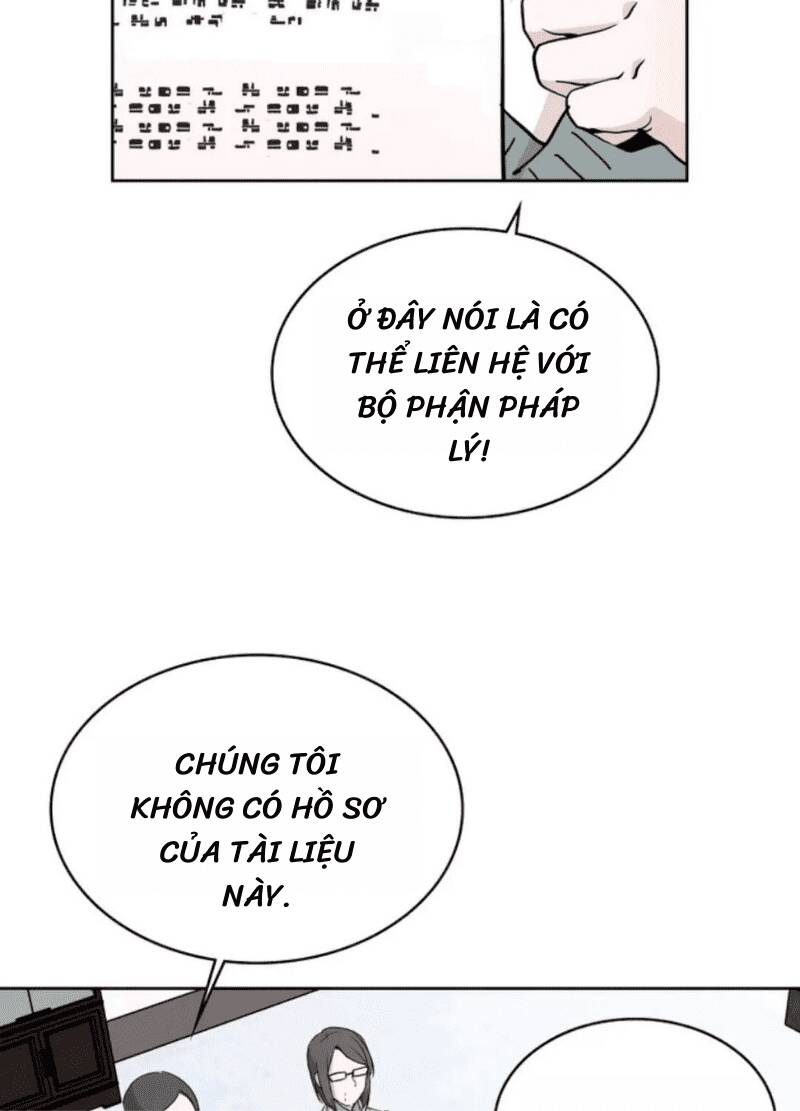 Ở ĐÂY NÓI LÀ CÓ
THỂ LIÊN HỆ VỚI
BỘ PHẬN PHÁP
LÝ!
CHÚNG TÔI
KHÔNG CÓ HỒ SƠ
CỦA TÀI LIỆU
NÀY.